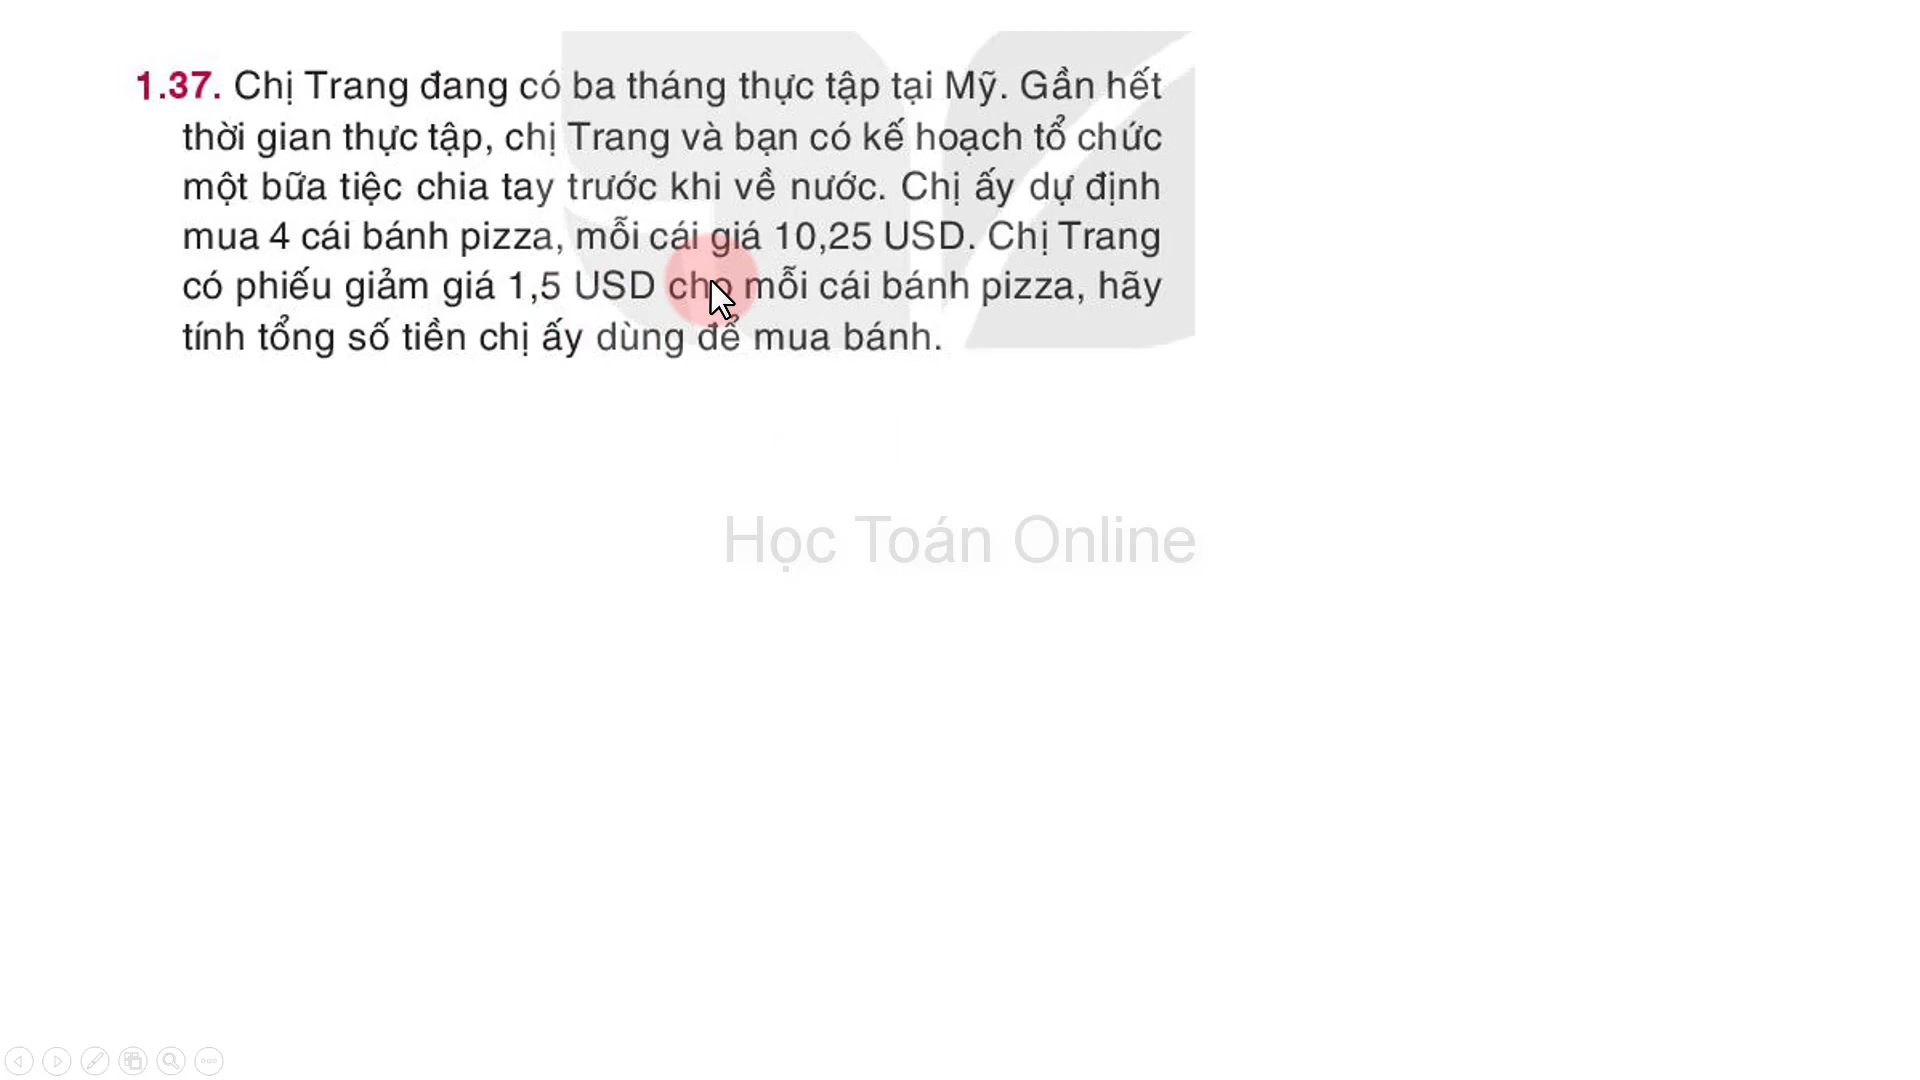 1.37. Chị Trang đang có ba tháng thực tập tại Mỹ. Gần hết
thời gian thực tập, chị Trang và bạn có kế hoạch tổ chức
một bữa tiệc chia tay trước khi về nước. Chị ấy dự định
mua 4 cái bánh pizza, mỗi cái giá 10,25 USD. Chị Trang
có phiếu giảm giá 1,5 USD cho mỗi cái bánh pizza, hãy
tính tổng số tiền chị ấy dùng để mua bánh.
Học Toán Online